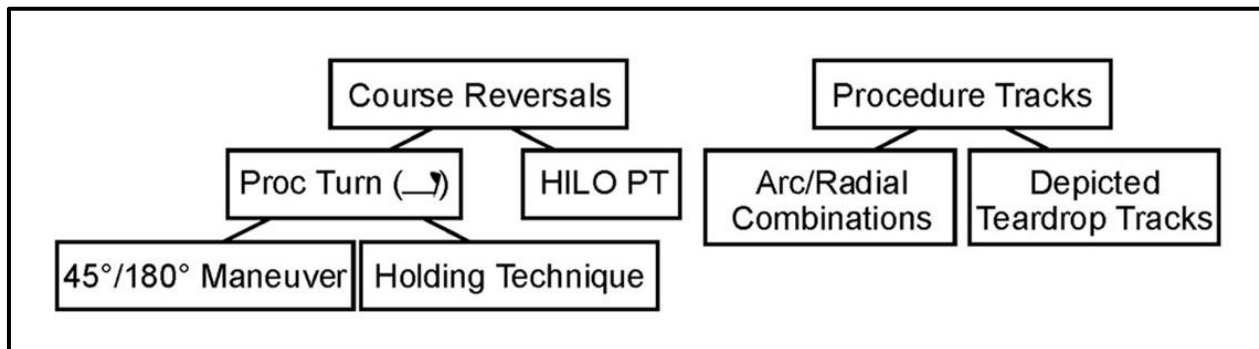 Course Reversals
Procedure Tracks
Proc Turn ( )
HILO PT
Arc/Radial
Combinations
Depicted
Teardrop Tracks
45°/180° Maneuver
Holding Technique